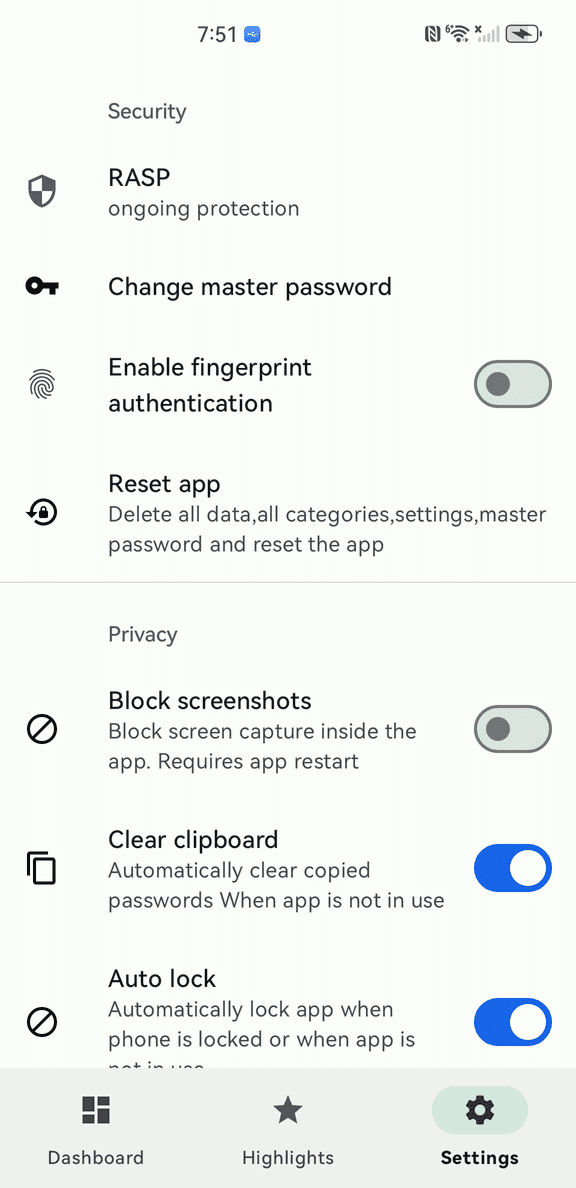 7:51
Security
RASP
ongoing protection
Change master password
Enable fingerprint
authentication
Reset app
Delete all data,all categories,settings,master
password and reset the app
Privacy
Block screenshots
Block screen capture inside the
app. Requires app restart
Clear clipboard
Automatically clear copied
passwords When app is not in use
Auto lock
Automatically lock app when
phone is locked or when app is
not in use
Dashboard
Highlights
Settings